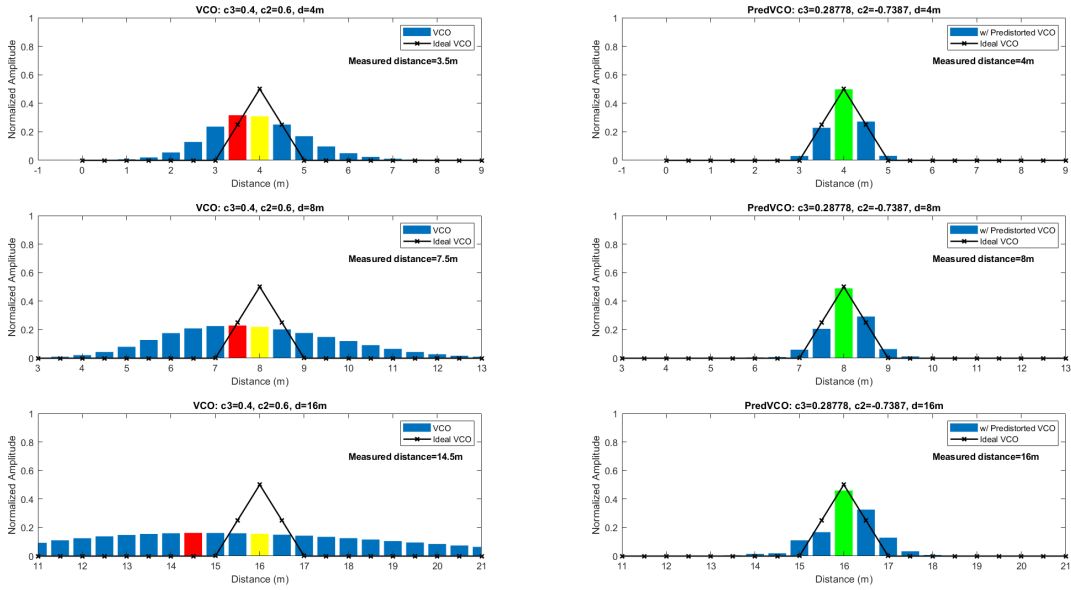 VCO: c3=0.4, c2=0.6, d=4m
Normalized Amplitude
1
0.8
0.6
0.4
0.2
0
VCO
Ideal VCO
Measured distance=3.5m
-1 0 1 2 3 4 5 6 7 8 9
Distance (m)
PredVCO: c3=0.28778, c2=-0.7387, d=4m
Normalized Amplitude
1
0.8
0.6
0.4
0.2
0
w/ Predistorted VCO
Ideal VCO
Measured distance=4m
-1 0 1 2 3 4 5 6 7 8 9
Distance (m)
VCO: c3=0.4, c2=0.6, d=8m
Normalized Amplitude
1
0.8
0.6
0.4
0.2
0
VCO
Ideal VCO
Measured distance=7.5m
3 4 5 6 7 8 9 10 11 12 13
Distance (m)
PredVCO: c3=0.28778, c2=-0.7387, d=8m
Normalized Amplitude
1
0.8
0.6
0.4
0.2
0
w/ Predistorted VCO
Ideal VCO
Measured distance=8m
3 4 5 6 7 8 9 10 11 12 13
Distance (m)
VCO: c3=0.4, c2=0.6, d=16m
Normalized Amplitude
1
0.8
0.6
0.4
0.2
0
VCO
Ideal VCO
Measured distance=14.5m
11 12 13 14 15 16 17 18 19 20 21
Distance (m)
PredVCO: c3=0.28778, c2=-0.7387, d=16m
Normalized Amplitude
1
0.8
0.6
0.4
0.2
0
w/ Predistorted VCO
Ideal VCO
Measured distance=16m
11 12 13 14 15 16 17 18 19 20 21
Distance (m)